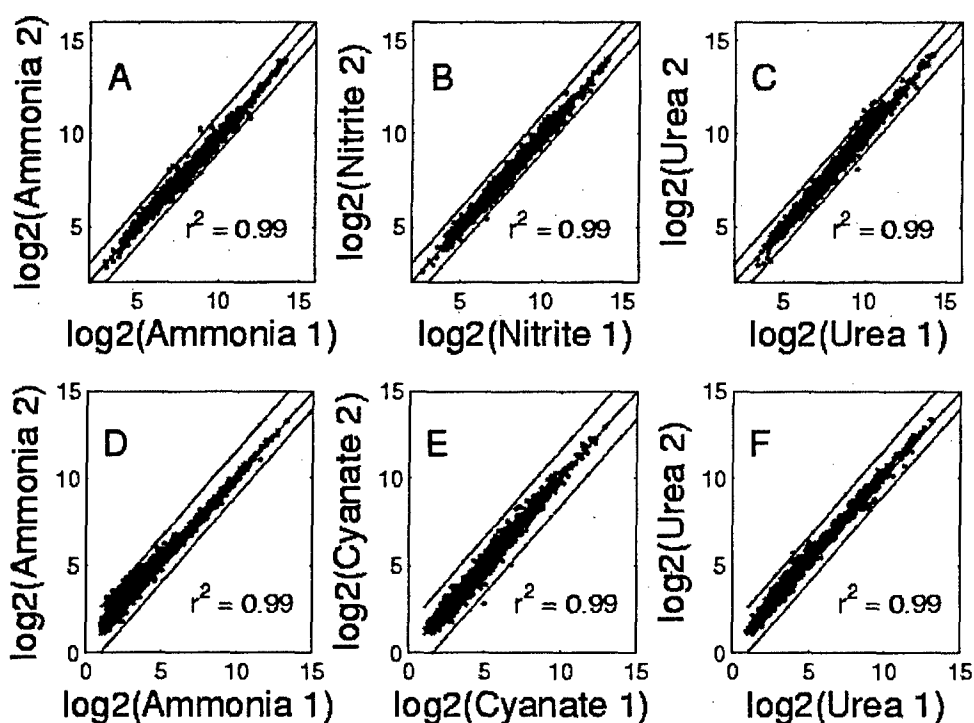 log2(Ammonia 2)
15
10
5
A
r² = 0.99
5 10 15
log2(Ammonia 1)
log2(Nitrite 2)
15
10
5
B
r² = 0.99
5 10 15
log2(Nitrite 1)
log2(Urea 2
15
10
5
C
r² = 0.99
5 10 15
log2(Urea 1)
log2(Ammonia 2)
15
10
5
0
D
r² = 0.99
0 5 10 15
log2(Ammonia 1)
log2(Cyanate 2)
15
10
5
0
E
r² = 0.99
0 5 10 15
log2(Cyanate 1)
log2(Urea 2)
15
10
5
0
F
r² = 0.99
0 5 10 15
log2(Urea 1)